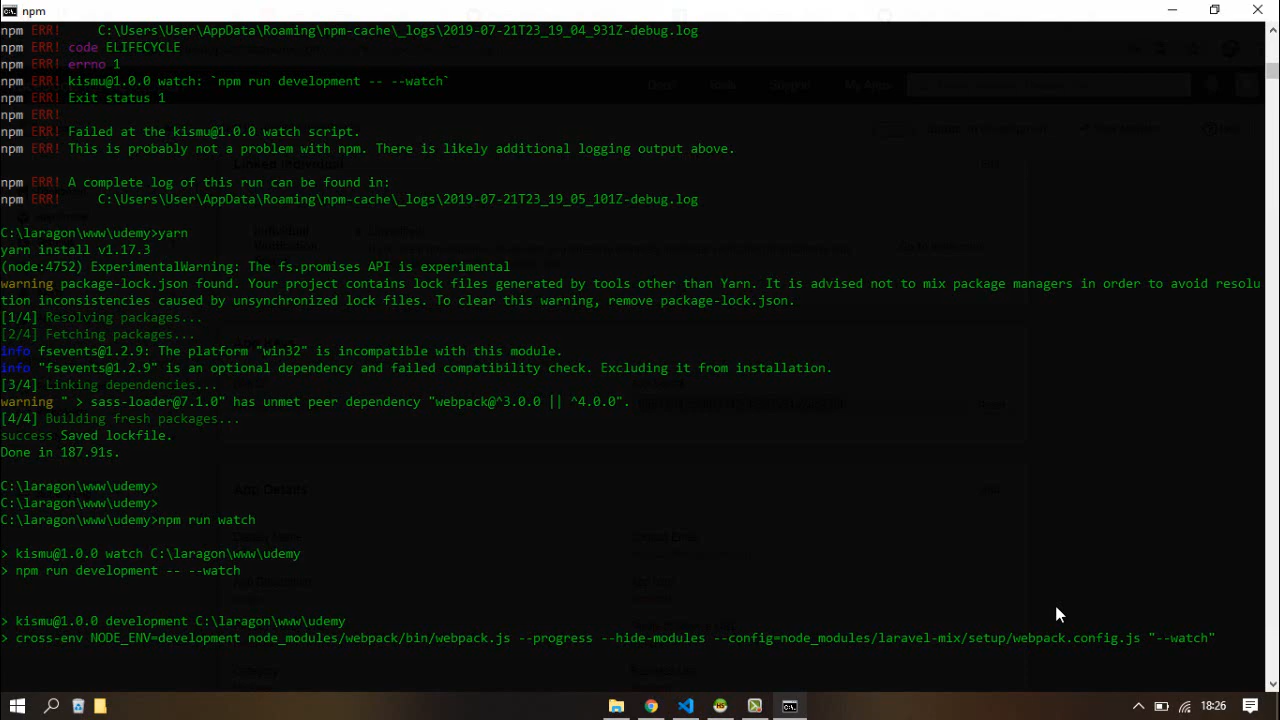 npm
npm ERR!     C:\Users\User\AppData\Roaming\npm-cache\_logs\2019-07-21T23_19_04_931Z-debug.log
npm ERR! code ELIFECYCLE
npm ERR! errno 1
npm ERR! kismu@1.0.0 watch: `npm run development -- --watch`
npm ERR! Exit status 1
npm ERR!
npm ERR! Failed at the kismu@1.0.0 watch script.
npm ERR! This is probably not a problem with npm. There is likely additional logging output above.
npm ERR! A complete log of this run can be found in:
npm ERR!     C:\Users\User\AppData\Roaming\npm-cache\_logs\2019-07-21T23_19_05_101Z-debug.log
C:\laragon\www\udemy>yarn
yarn install v1.17.3
(node:4752) ExperimentalWarning: The fs.promises API is experimental
warning package-lock.json found. Your project contains lock files generated by tools other than Yarn. It is advised not to mix package managers in order to avoid resolu
tion inconsistencies caused by unsynchronized lock files. To clear this warning, remove package-lock.json.
[1/4] Resolving packages...
[2/4] Fetching packages...
info fsevents@1.2.9: The platform "win32" is incompatible with this module.
info "fsevents@1.2.9" is an optional dependency and failed compatibility check. Excluding it from installation.
[3/4] Linking dependencies...
warning " > sass-loader@7.1.0" has unmet peer dependency "webpack@^3.0.0 || ^4.0.0".
[4/4] Building fresh packages...
success Saved lockfile.
Done in 187.91s.
C:\laragon\www\udemy>
C:\laragon\www\udemy>
C:\laragon\www\udemy>npm run watch
> kismu@1.0.0 watch C:\laragon\www\udemy
> npm run development -- --watch
> kismu@1.0.0 development C:\laragon\www\udemy
> cross-env NODE_ENV=development node_modules/webpack/bin/webpack.js --progress --hide-modules --config=node_modules/laravel-mix/setup/webpack.config.js "--watch"
18:26